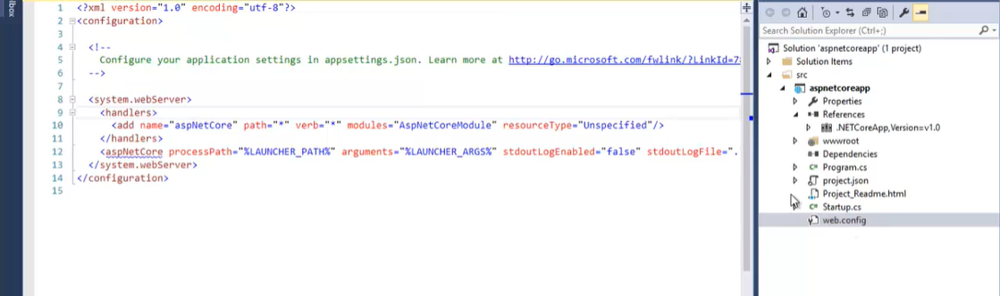 box
1 <?xml version="1.0" encoding="utf-8"?>
2 <configuration>
3
4 <!--
5 Configure your application settings in appsettings.json. Learn more at http://go.microsoft.com/fwlink/?LinkId=7
6 -->
7
8 <system.webServer>
9 <handlers>
10 <add name="aspNetCore" path="*" verb="*" modules="AspNetCoreModule" resourceType="Unspecified"/>
11 </handlers>
12 <aspNetCore processPath="%LAUNCHER_PATH%" arguments="%LAUNCHER_ARGS%" stdoutLogEnabled="false" stdoutLogFile=".
13 </system.webServer>
14 </configuration>
15
Search Solution Explorer (Ctrl+;)
Solution 'aspnetcoreapp' (1 project)
Solution Items
src
aspnetcoreapp
Properties
References
.NETCoreApp,Version=v1.0
wwwroot
Dependencies
Program.cs
project.json
Project_Readme.html
Startup.cs
web.config